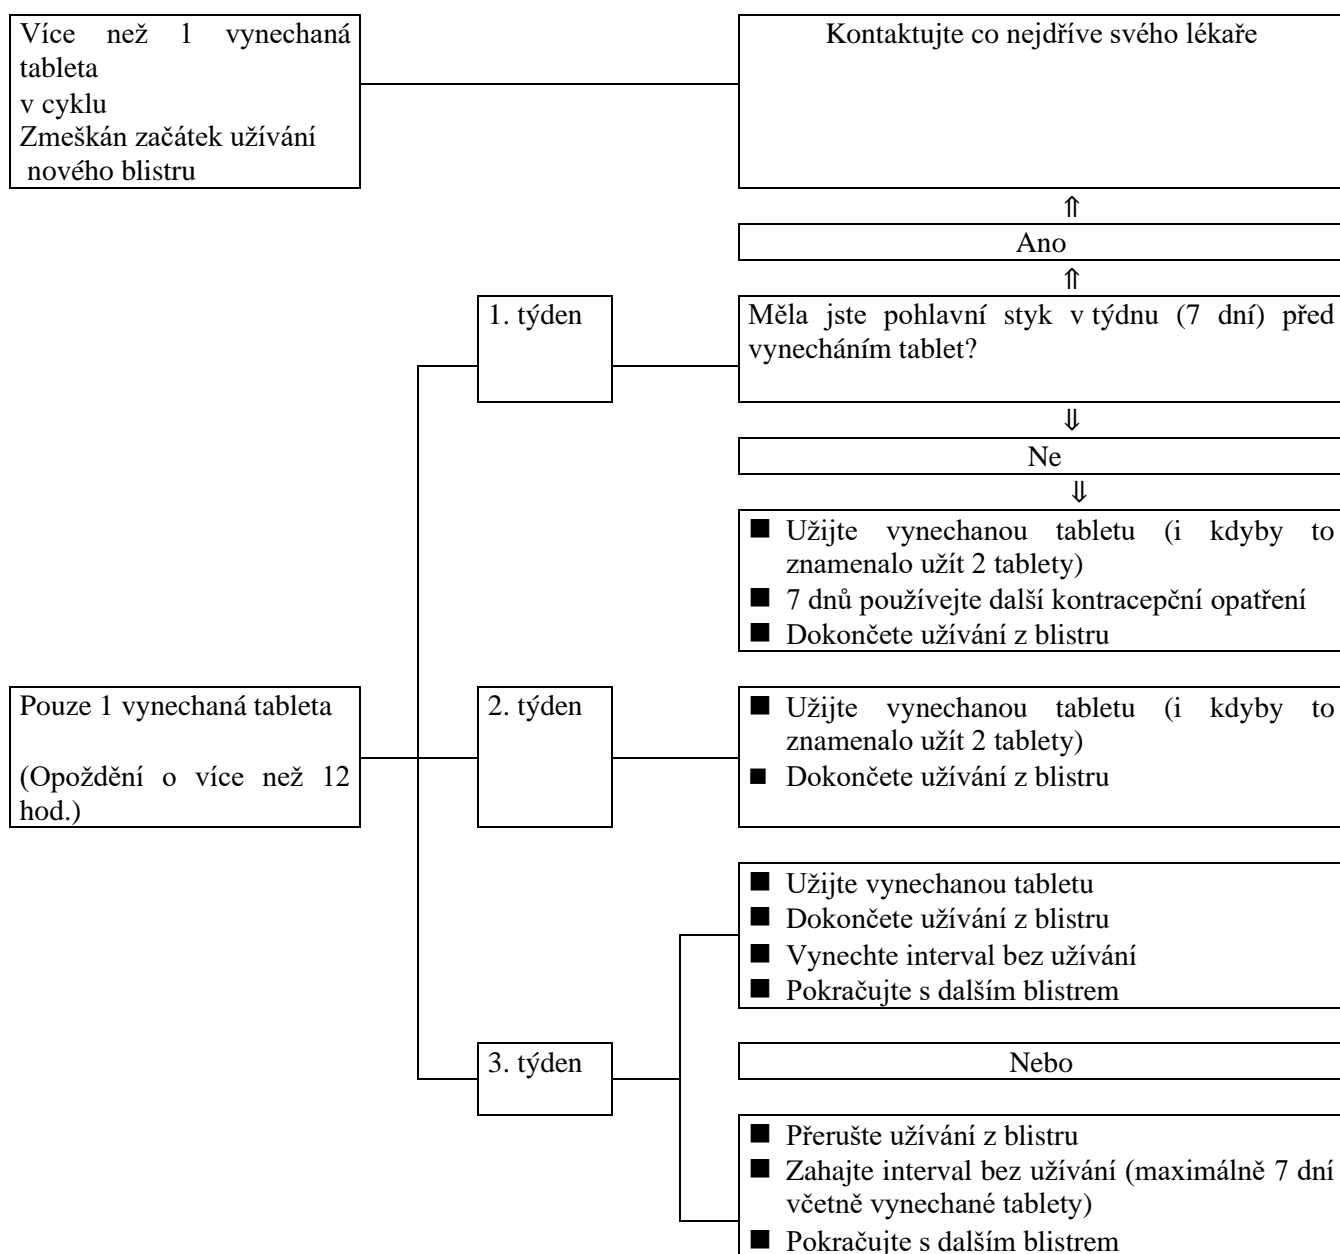 Více než 1 vynechaná
tableta
v cyklu
Zmeškán začátek užívání
nového blistru
Kontaktujte co nejdříve svého lékaře
⇑
Ano
⇑
1. týden
Měla jste pohlavní styk v týdnu (7 dní) před
vynecháním tablet?
⇓
Ne
⇓
■ Užijte vynechanou tabletu (i kdyby to
znamenalo užít 2 tablety)
■ 7 dnů používejte další kontracepční opatření
■ Dokončete užívání z blistru
Pouze 1 vynechaná tableta
(Opoždění o více než 12
hod.)
2. týden
■ Užijte vynechanou tabletu (i kdyby to
znamenalo užít 2 tablety)
■ Dokončete užívání z blistru
■ Užijte vynechanou tabletu
■ Dokončete užívání z blistru
■ Vynechte interval bez užívání
■ Pokračujte s dalším blistrem
3. týden
Nebo
■ Přerušte užívání z blistru
■ Zahajte interval bez užívání (maximálně 7 dní
včetně vynechané tablety)
■ Pokračujte s dalším blistrem